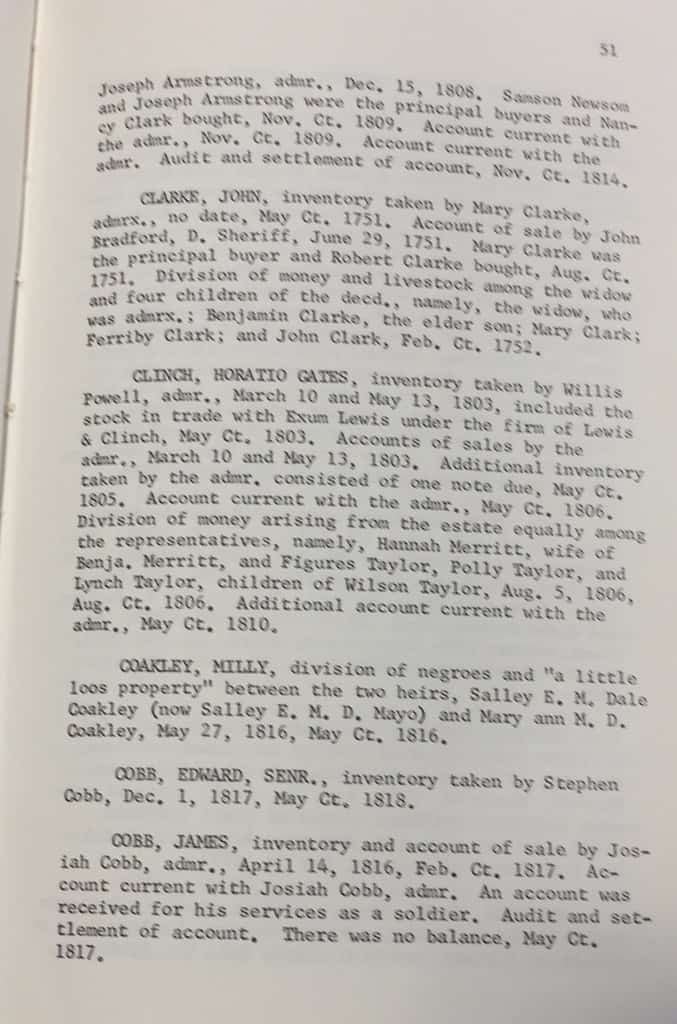 51
Joseph Armstrong, admr., Dec. 15, 1808. Samson Newsom
and Joseph Armstrong were the principal buyers and Nan-
cy Clark bought, Nov. Ct. 1809. Account current with
the admr., Nov. Ct. 1809. Account current with the
admr. Audit and settlement of account, Nov. Ct. 1814.
CLARKE, JOHN, inventory taken by Mary Clarke,
admrx., no date, May Ct. 1751. Account of sale by John
Bradford, D. Sheriff, June 29, 1751. Mary Clarke was
the principal buyer and Robert Clarke bought, Aug. Ct.
1751. Division of money and livestock among the widow
and four children of the decd., namely, the widow, who
was admrx.; Benjamin Clarke, the elder son; Mary Clark;
Ferriby Clark; and John Clark, Feb. Ct. 1752.
CLINCH, HORATIO GATES, inventory taken by Willis
Powell, admr., March 10 and May 13, 1803, included the
stock in trade with Exum Lewis under the firm of Lewis
& Clinch, May Ct. 1803. Accounts of sales by the
admr., March 10 and May 13, 1803. Additional inventory
taken by the admr. consisted of one note due, May Ct.
1805. Account current with the admr., May Ct. 1806.
Division of money arising from the estate equally among
the representatives, namely, Hannah Merritt, wife of
Benja. Merritt, and Figures Taylor, Polly Taylor, and
Lynch Taylor, children of Wilson Taylor, Aug. 5, 1806,
Aug. Ct. 1806. Additional account current with the
admr., May Ct. 1810.
COAKLEY, MILLY, division of negroes and "a little
loos property" between the two heirs, Salley E. M. Dale
Coakley (now Salley E. M. D. Mayo) and Mary ann M. D.
Coakley, May 27, 1816, May Ct. 1816.
COBB, EDWARD, SENR., inventory taken by Stephen
Cobb, Dec. 1, 1817, May Ct. 1818.
COBB, JAMES, inventory and account of sale by Jos-
iah Cobb, admr., April 14, 1816, Feb. Ct. 1817. Ac-
count current with Josiah Cobb, admr. An account was
received for his services as a soldier. Audit and set-
tlement of account. There was no balance, May Ct.
1817.